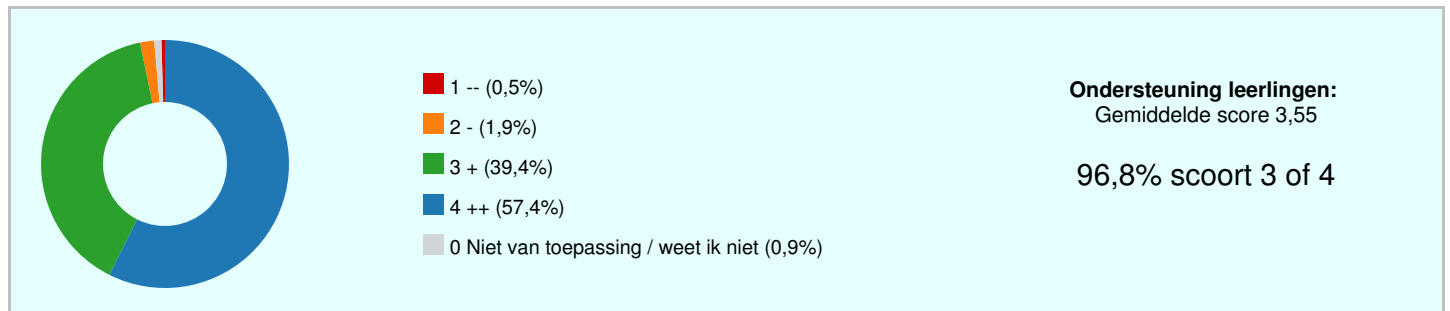 1 -- (0,5%)
2 - (1,9%)
3 + (39,4%)
4 ++ (57,4%)
0 Niet van toepassing / weet ik niet (0,9%)
Ondersteuning leerlingen:
Gemiddelde score 3,55
96,8% scoort 3 of 4